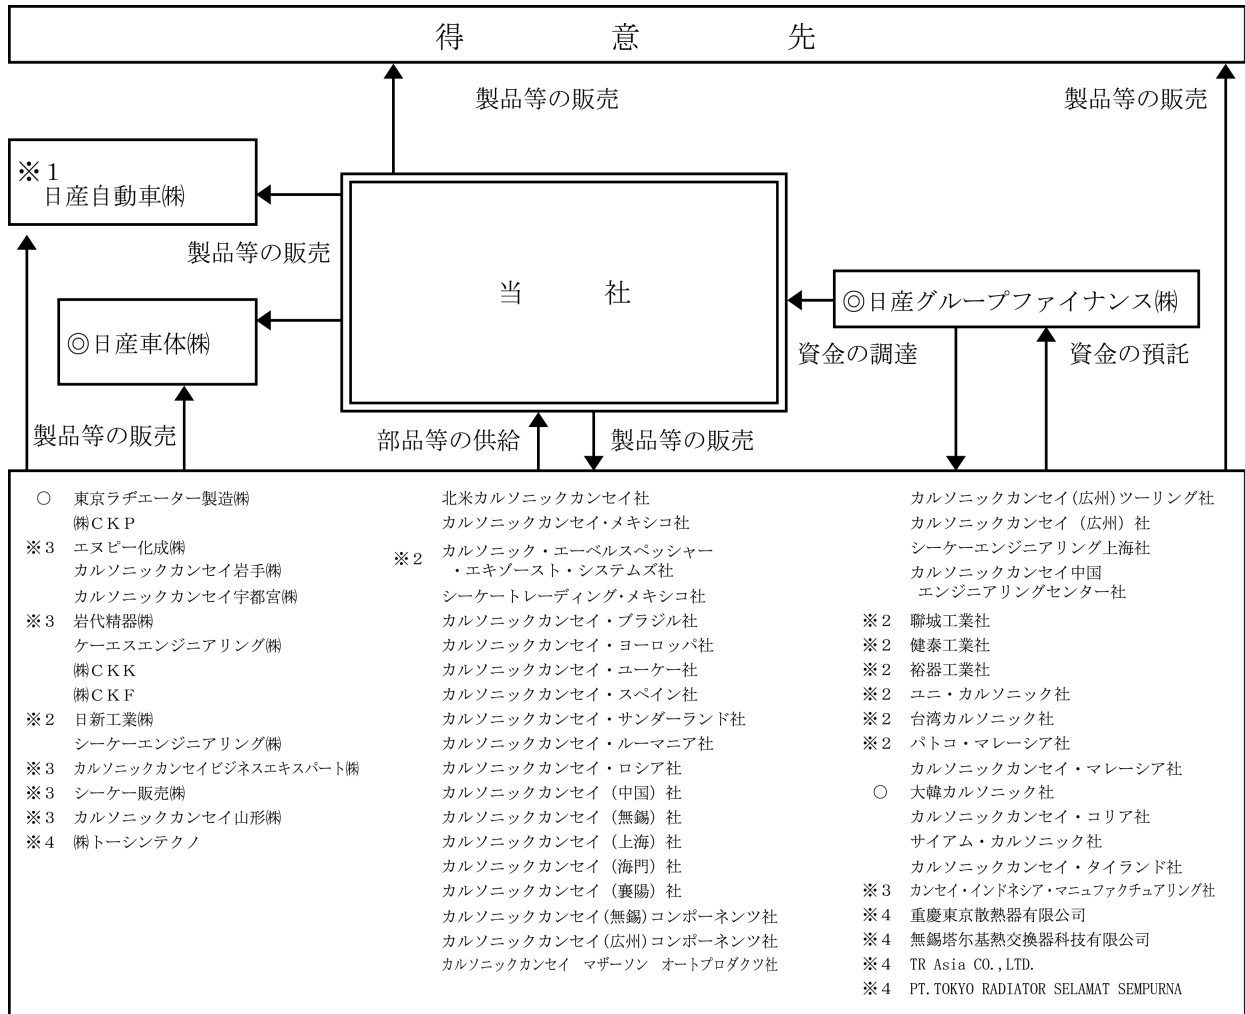 得意先
製品等の販売
製品等の販売
※1
日産自動車㈱
製品等の販売
当社
◎日産グループファイナンス㈱
◎日産車体㈱
資金の調達
資金の預託
製品等の販売
部品等の供給
製品等の販売
○ 東京ラヂエーター製造㈱
㈱CKP
※3 エヌピー化成㈱
カルソニックカンセイ岩手㈱
カルソニックカンセイ宇都宮㈱
※3 岩代精器㈱
ケーエスエンジニアリング㈱
㈱CKK
㈱CKF
※2 日新工業㈱
シーケーエンジニアリング㈱
※3 カルソニックカンセイビジネスエキスパート㈱
※3 シーケー販売㈱
※3 カルソニックカンセイ山形㈱
※4 ㈱トーシンテクノ
北米カルソニックカンセイ社
カルソニックカンセイ・メキシコ社
※2 カルソニック・エーベルスペッシャー
・エキゾースト・システムズ社
シーケートレーディング・メキシコ社
カルソニックカンセイ・ブラジル社
カルソニックカンセイ・ヨーロッパ社
カルソニックカンセイ・ユーケー社
カルソニックカンセイ・スペイン社
カルソニックカンセイ・サンダーランド社
カルソニックカンセイ・ルーマニア社
カルソニックカンセイ・ロシア社
カルソニックカンセイ（中国）社
カルソニックカンセイ（無錫）社
カルソニックカンセイ（上海）社
カルソニックカンセイ（海門）社
カルソニックカンセイ（襄陽）社
カルソニックカンセイ(無錫)コンポーネンツ社
カルソニックカンセイ(広州)コンポーネンツ社
カルソニックカンセイ　マザーソン　オートプロダクツ社
カルソニックカンセイ(広州)ツーリング社
カルソニックカンセイ（広州）社
シーケーエンジニアリング上海社
カルソニックカンセイ中国
エンジニアリングセンター社
※2 聯城工業社
※2 健泰工業社
※2 裕器工業社
※2 ユニ・カルソニック社
※2 台湾カルソニック社
※2 パトコ・マレーシア社
カルソニックカンセイ・マレーシア社
○ 大韓カルソニック社
カルソニックカンセイ・コリア社
サイアム・カルソニック社
カルソニックカンセイ・タイランド社
※3 カンセイ・インドネシア・マニュファクチュアリング社
※4 重慶東京散熱器有限公司
※4 無錫塔尓基熱交換器科技有限公司
※4 TR Asia CO.,LTD.
※4 PT.TOKYO RADIATOR SELAMAT SEMPURNA